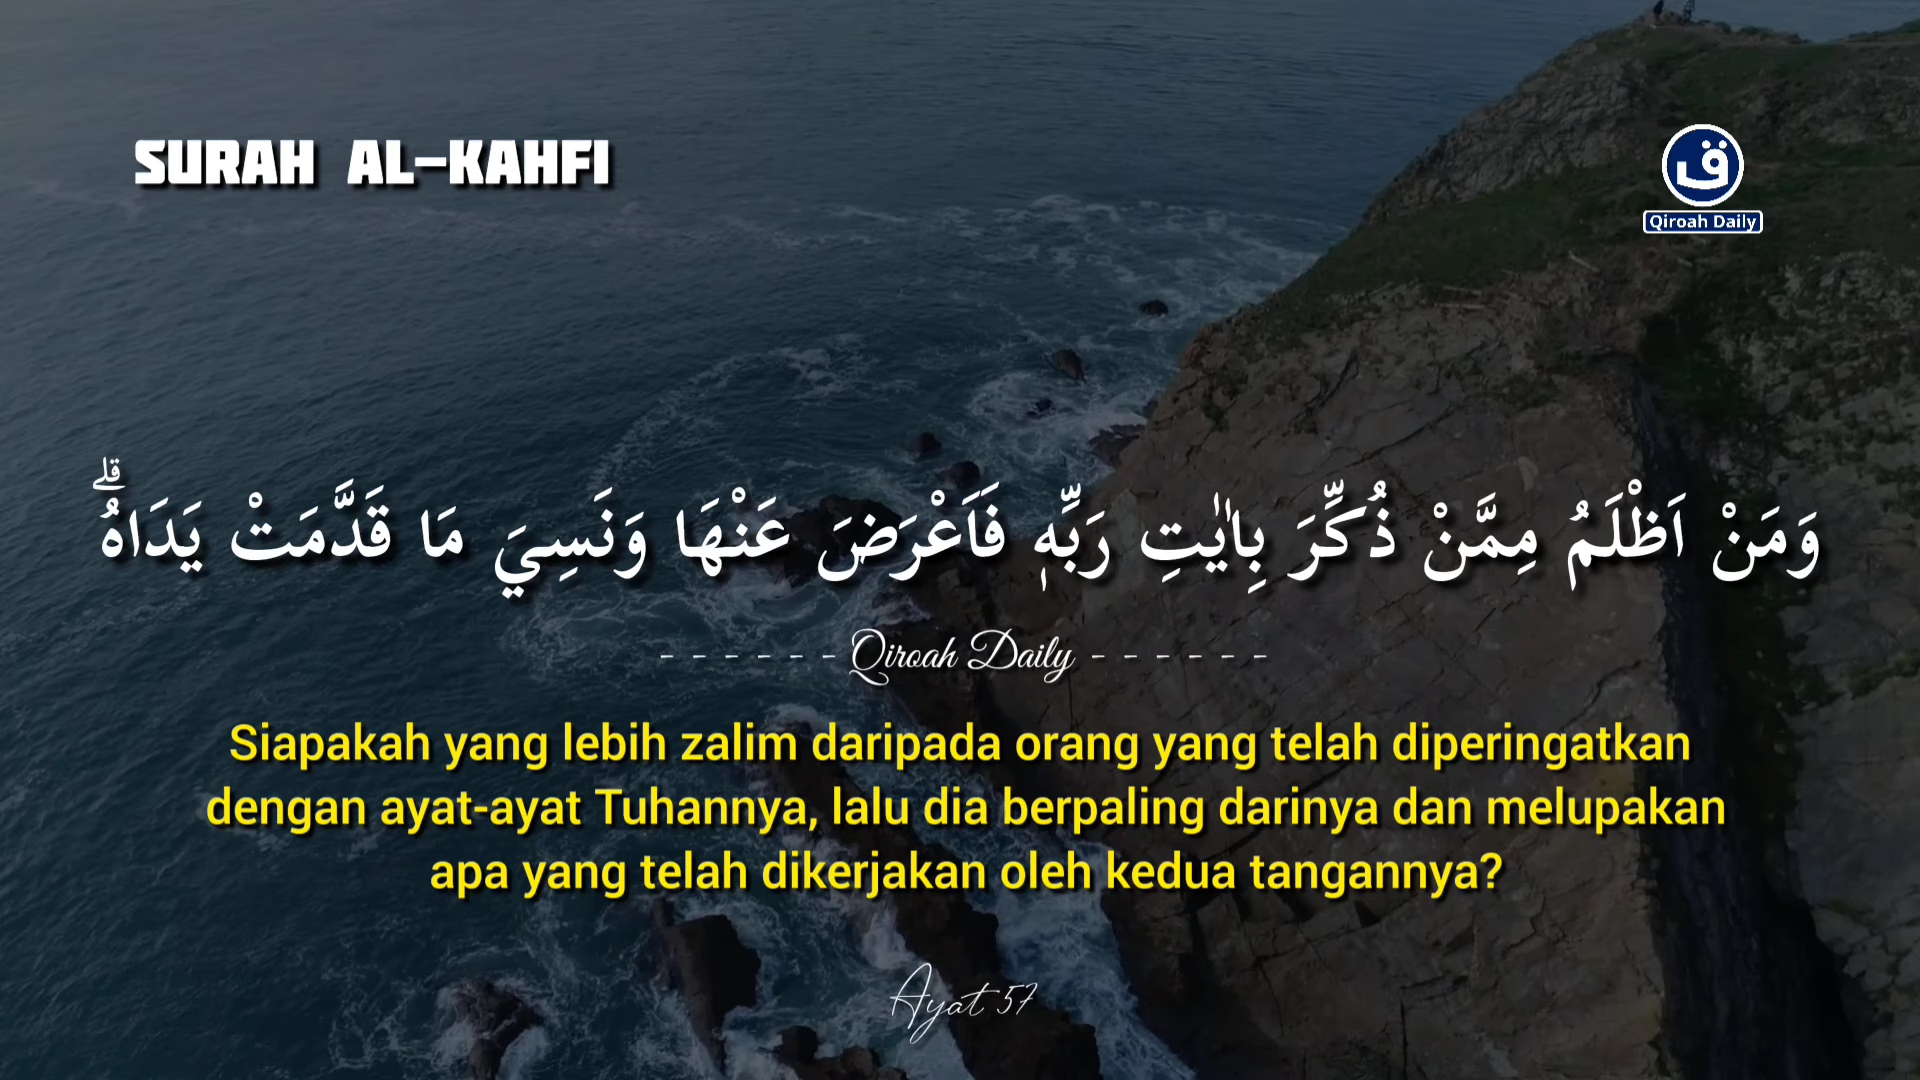 SURAH AL-KAHFI
ق
Qiroah Daily
وَمَنْ اَظْلَمُ مِمَّنْ ذُكِّرَ بِاٰيٰتِ رَبِّهٖ فَاَعْرَضَ عَنْهَا وَنَسِيَ مَا قَدَّمَتْ يَدَاهُۗ
- - - - - - Qiroah Daily - - - - - -
Siapakah yang lebih zalim daripada orang yang telah diperingatkan
dengan ayat-ayat Tuhannya, lalu dia berpaling darinya dan melupakan
apa yang telah dikerjakan oleh kedua tangannya?
Ayat 57